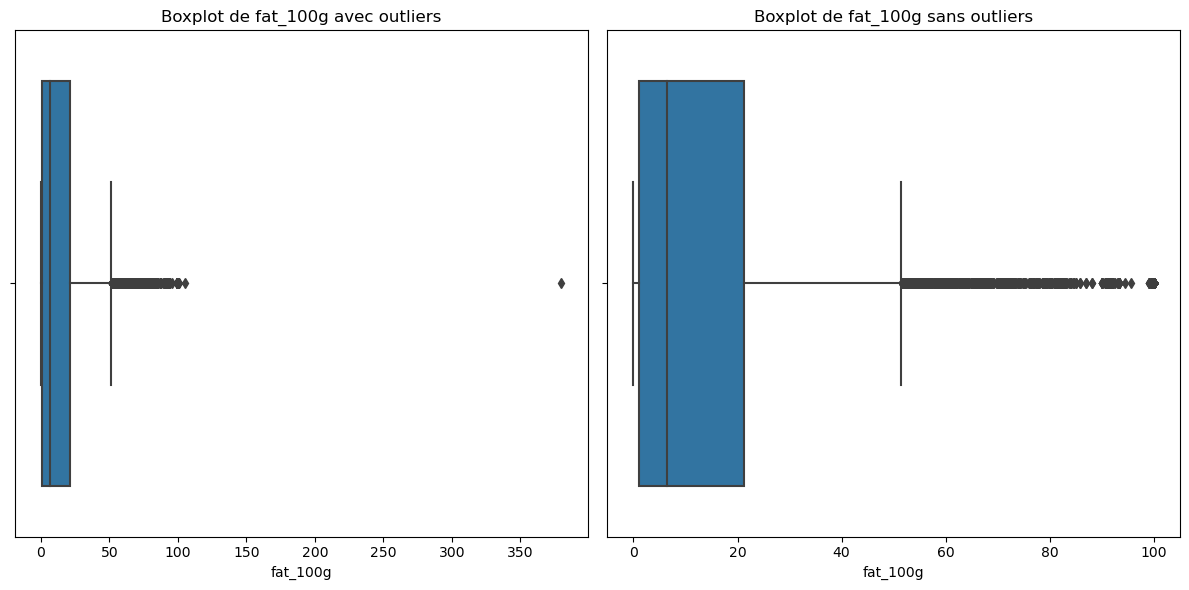 Boxplot de fat_100g avec outliers
0 50 100 150 200 250 300 350
fat_100g
Boxplot de fat_100g sans outliers
0 20 40 60 80 100
fat_100g